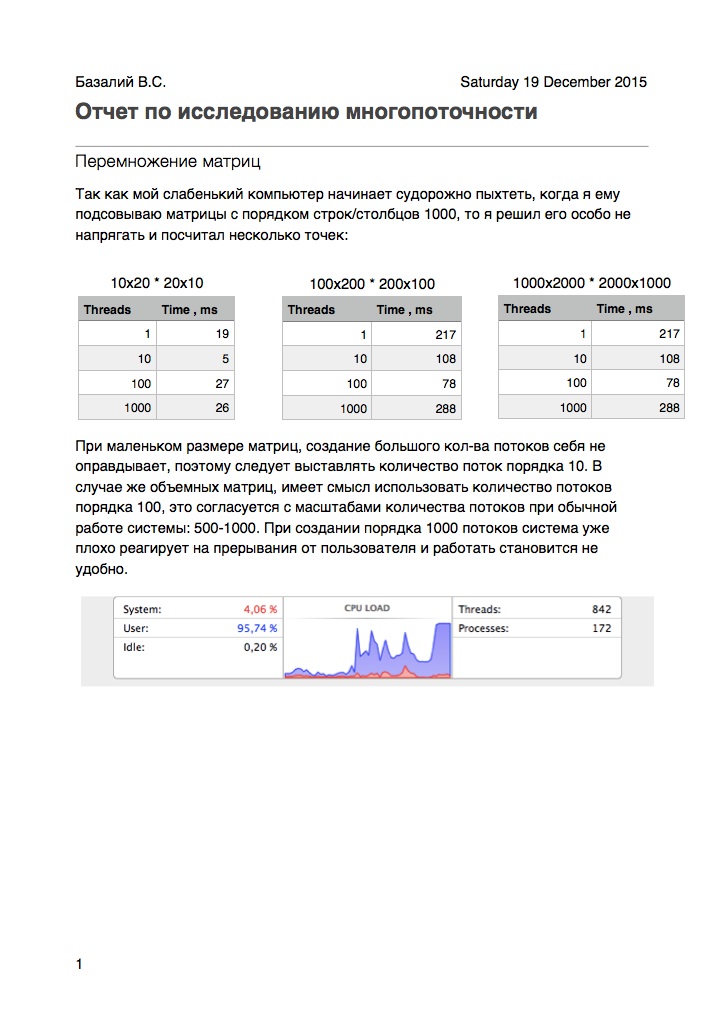 Базалий В.С. Saturday 19 December 2015
Отчет по исследованию многопоточности
Перемножение матриц
Так как мой слабенький компьютер начинает судорожно пыхтеть, когда я ему
подсовываю матрицы с порядком строк/столбцов 1000, то я решил его особо не
напрягать и посчитал несколько точек:
10x20 * 20x10
Threads Time , ms
1 19
10 5
100 27
1000 26
100x200 * 200x100
Threads Time , ms
1 217
10 108
100 78
1000 288
1000x2000 * 2000x1000
Threads Time , ms
1 217
10 108
100 78
1000 288
При маленьком размере матриц, создание большого кол-ва потоков себя не
оправдывает, поэтому следует выставлять количество поток порядка 10. В
случае же объемных матриц, имеет смысл использовать количество потоков
порядка 100, это согласуется с масштабами количества потоков при обычной
работе системы: 500-1000. При создании порядка 1000 потоков система уже
плохо реагирует на прерывания от пользователя и работать становится не
удобно.
System: 4,06 %
User: 95,74 %
Idle: 0,20 %
CPU LOAD
Threads: 842
Processes: 172
1